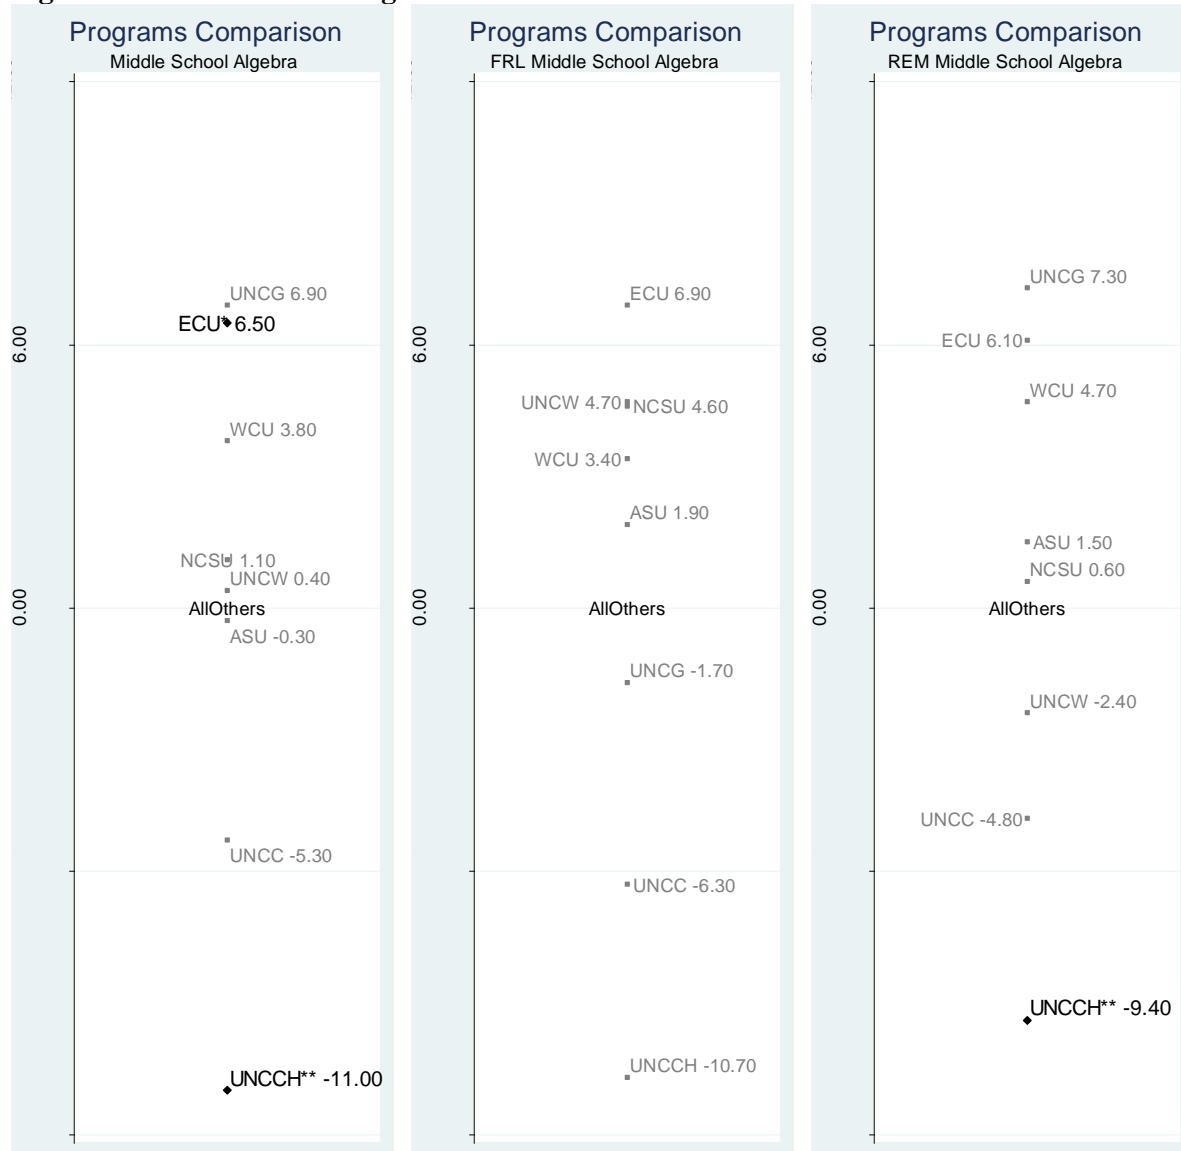 Programs Comparison
Middle School Algebra
6.00
0.00
UNCG 6.90
ECU* 6.50
WCU 3.80
NCSU 1.10
UNCW 0.40
AllOthers
ASU -0.30
UNCC -5.30
UNCCH** -11.00
Programs Comparison
FRL Middle School Algebra
6.00
0.00
ECU 6.90
UNCW 4.70 NCSU 4.60
WCU 3.40
ASU 1.90
AllOthers
UNCG -1.70
UNCC -6.30
UNCCH -10.70
Programs Comparison
REM Middle School Algebra
6.00
0.00
UNCG 7.30
ECU 6.10
WCU 4.70
ASU 1.50
NCSU 0.60
AllOthers
UNCW -2.40
UNCC -4.80
UNCCH** -9.40